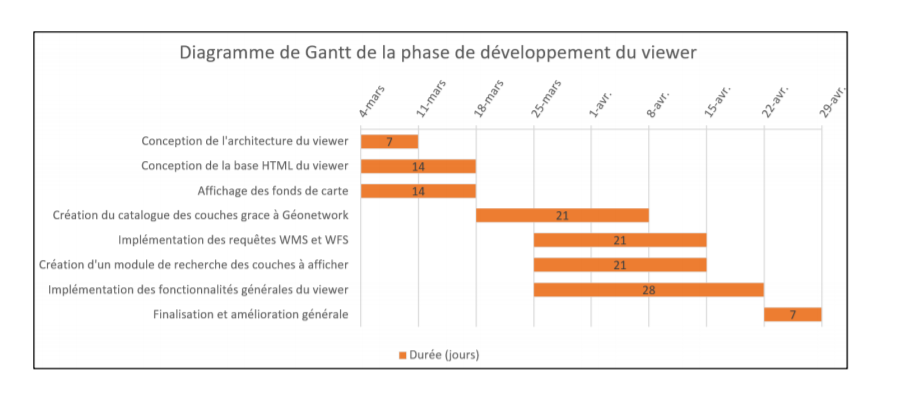 Diagramme de Gantt de la phase de développement du viewer
4-mars 11-mars 18-mars 25-mars 1-avr. 8-avr. 15-avr. 22-avr. 29-avr.
Conception de l'architecture du viewer 7
Conception de la base HTML du viewer 14
Affichage des fonds de carte 14
Création du catalogue des couches grace à Géonetwork 21
Implémentation des requêtes WMS et WFS 21
Création d'un module de recherche des couches à afficher 21
Implémentation des fonctionnalités générales du viewer 28
Finalisation et amélioration générale 7
Durée (jours)